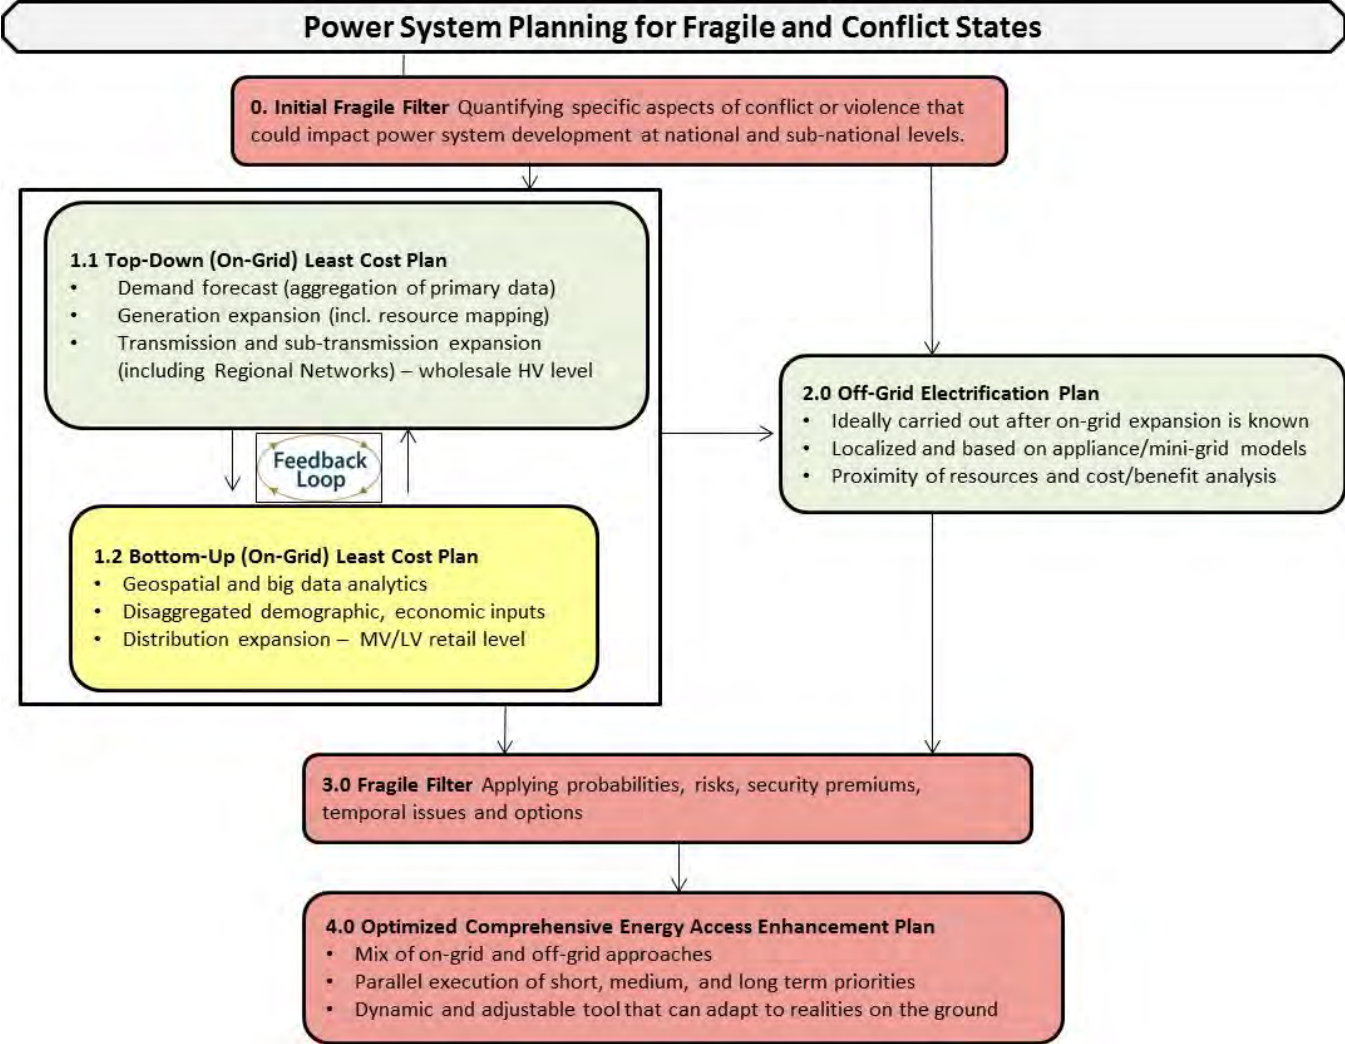 Power System Planning for Fragile and Conflict States
0. Initial Fragile Filter Quantifying specific aspects of conflict or violence that
could impact power system development at national and sub-national levels.
1.1 Top-Down (On-Grid) Least Cost Plan
• Demand forecast (aggregation of primary data)
• Generation expansion (incl. resource mapping)
• Transmission and sub-transmission expansion
(including Regional Networks) – wholesale HV level
Feedback
Loop
1.2 Bottom-Up (On-Grid) Least Cost Plan
• Geospatial and big data analytics
• Disaggregated demographic, economic inputs
• Distribution expansion – MV/LV retail level
2.0 Off-Grid Electrification Plan
• Ideally carried out after on-grid expansion is known
• Localized and based on appliance/mini-grid models
• Proximity of resources and cost/benefit analysis
3.0 Fragile Filter Applying probabilities, risks, security premiums,
temporal issues and options
4.0 Optimized Comprehensive Energy Access Enhancement Plan
• Mix of on-grid and off-grid approaches
• Parallel execution of short, medium, and long term priorities
• Dynamic and adjustable tool that can adapt to realities on the ground